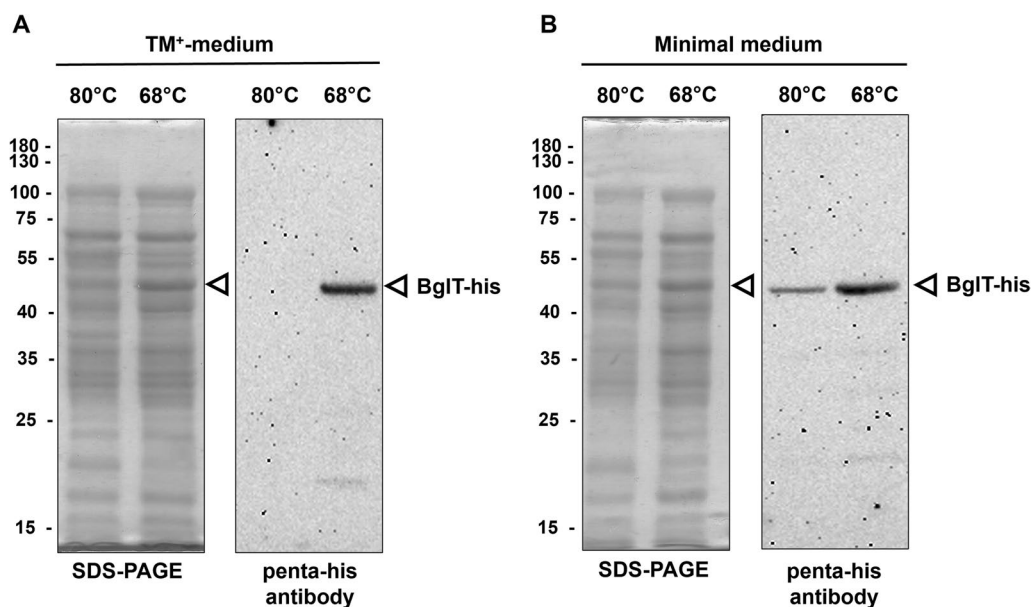 A
TM⁺-medium
80°C 68°C 80°C 68°C
180 -
130 -
100 -
75 -
55 -
40 -
35 -
25 -
15 -
BglT-his
SDS-PAGE
penta-his
antibody
B
Minimal medium
80°C 68°C 80°C 68°C
180 -
130 -
100 -
75 -
55 -
40 -
35 -
25 -
15 -
BglT-his
SDS-PAGE
penta-his
antibody